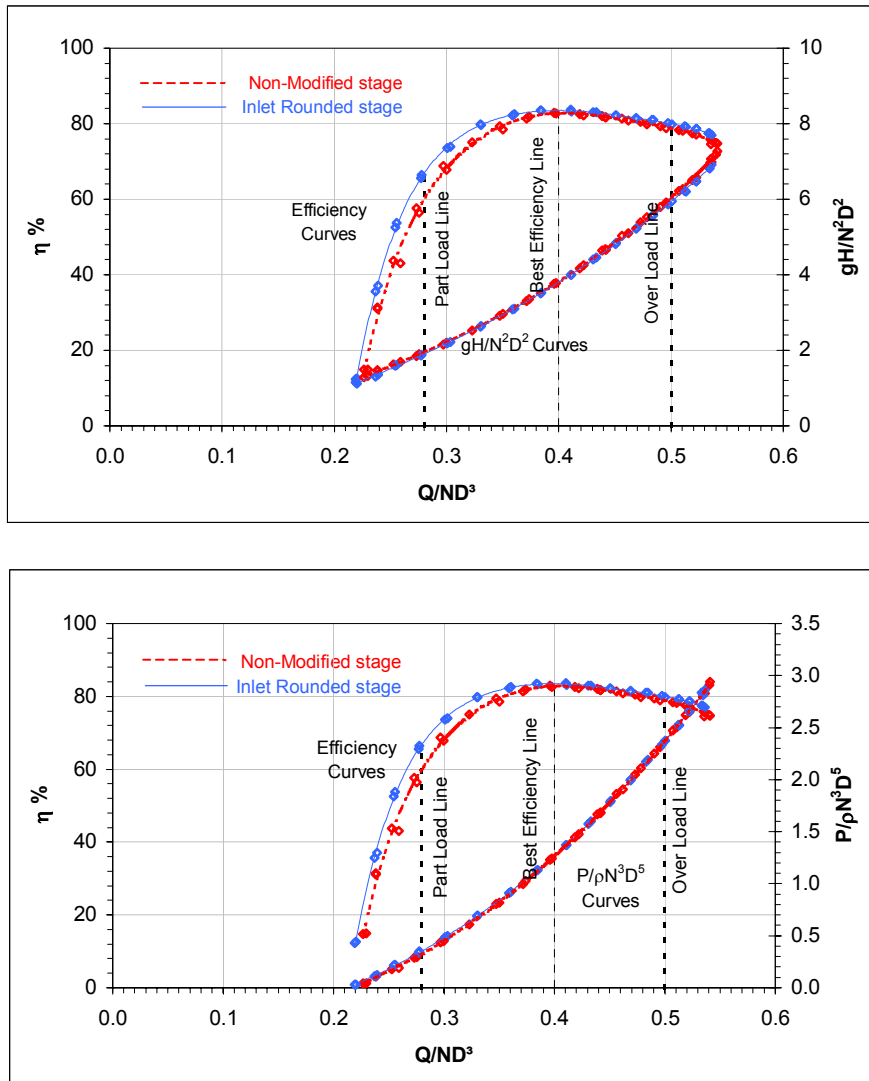 100
80
60
40
20
0
10
8
6
4
2
0
0.0 0.1 0.2 0.3 0.4 0.5 0.6
η %
gH/N²D²
Q/ND³
Non-Modified stage
Inlet Rounded stage
Efficiency
Curves
Part Load Line
Best Efficiency Line
Over Load Line
gH/N²D² Curves
100
80
60
40
20
0
3.5
3.0
2.5
2.0
1.5
1.0
0.5
0.0
0.0 0.1 0.2 0.3 0.4 0.5 0.6
η %
P/ρN³D⁵
Q/ND³
Non-Modified stage
Inlet Rounded stage
Efficiency
Curves
Part Load Line
Best Efficiency Line
Over Load Line
P/ρN³D⁵
Curves